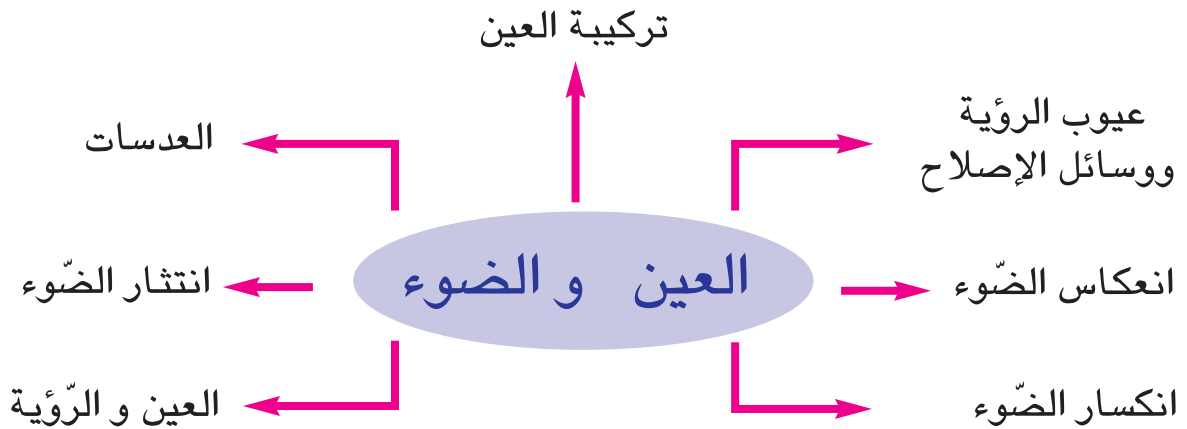 تركيبة العين
عيوب الرؤية
ووسائل الإصلاح
العدسات
العين و الضوء
انعكاس الضّوء
انتثار الضّوء
انكسار الضّوء
العين و الرّؤية